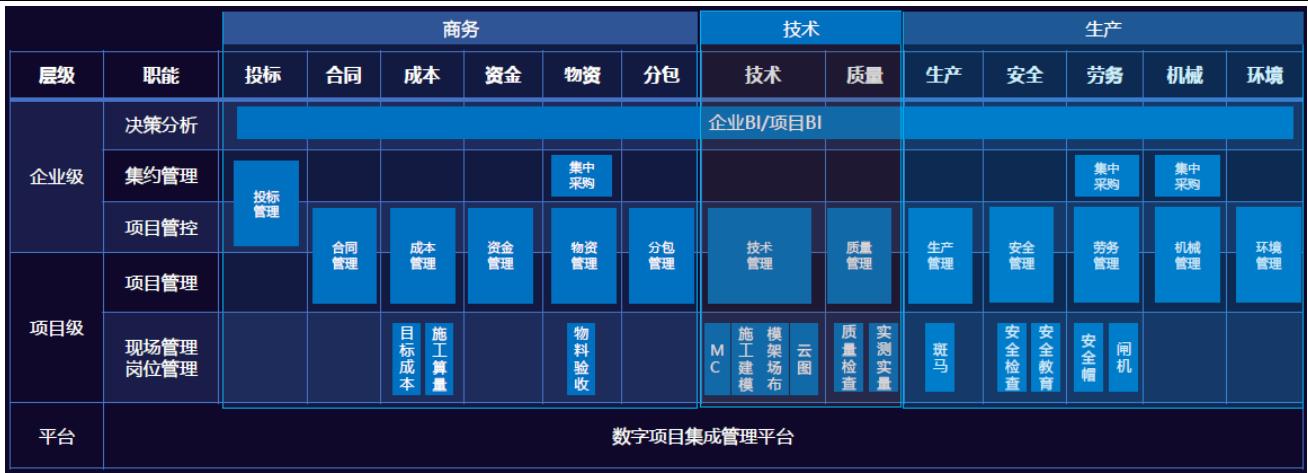 商务 技术 生产
层级 职能 投标 合同 成本 资金 物资 分包 技术 质量 生产 安全 劳务 机械 环境
企业级
决策分析
企业BI/项目BI
集约管理
投标
管理
集中
采购
集中
采购
集中
采购
项目管控
项目级
项目管理
合同
管理
成本
管理
资金
管理
物资
管理
分包
管理
技术
管理
质量
管理
生产
管理
安全
管理
劳务
管理
机械
管理
环境
管理
现场管理
岗位管理
目标成本
施工算量
物料验收
MC
施工建模
模架场布
云图
质量检查
实测实量
斑马
安全检查
安全教育
安全帽
闸机
平台
数字项目集成管理平台